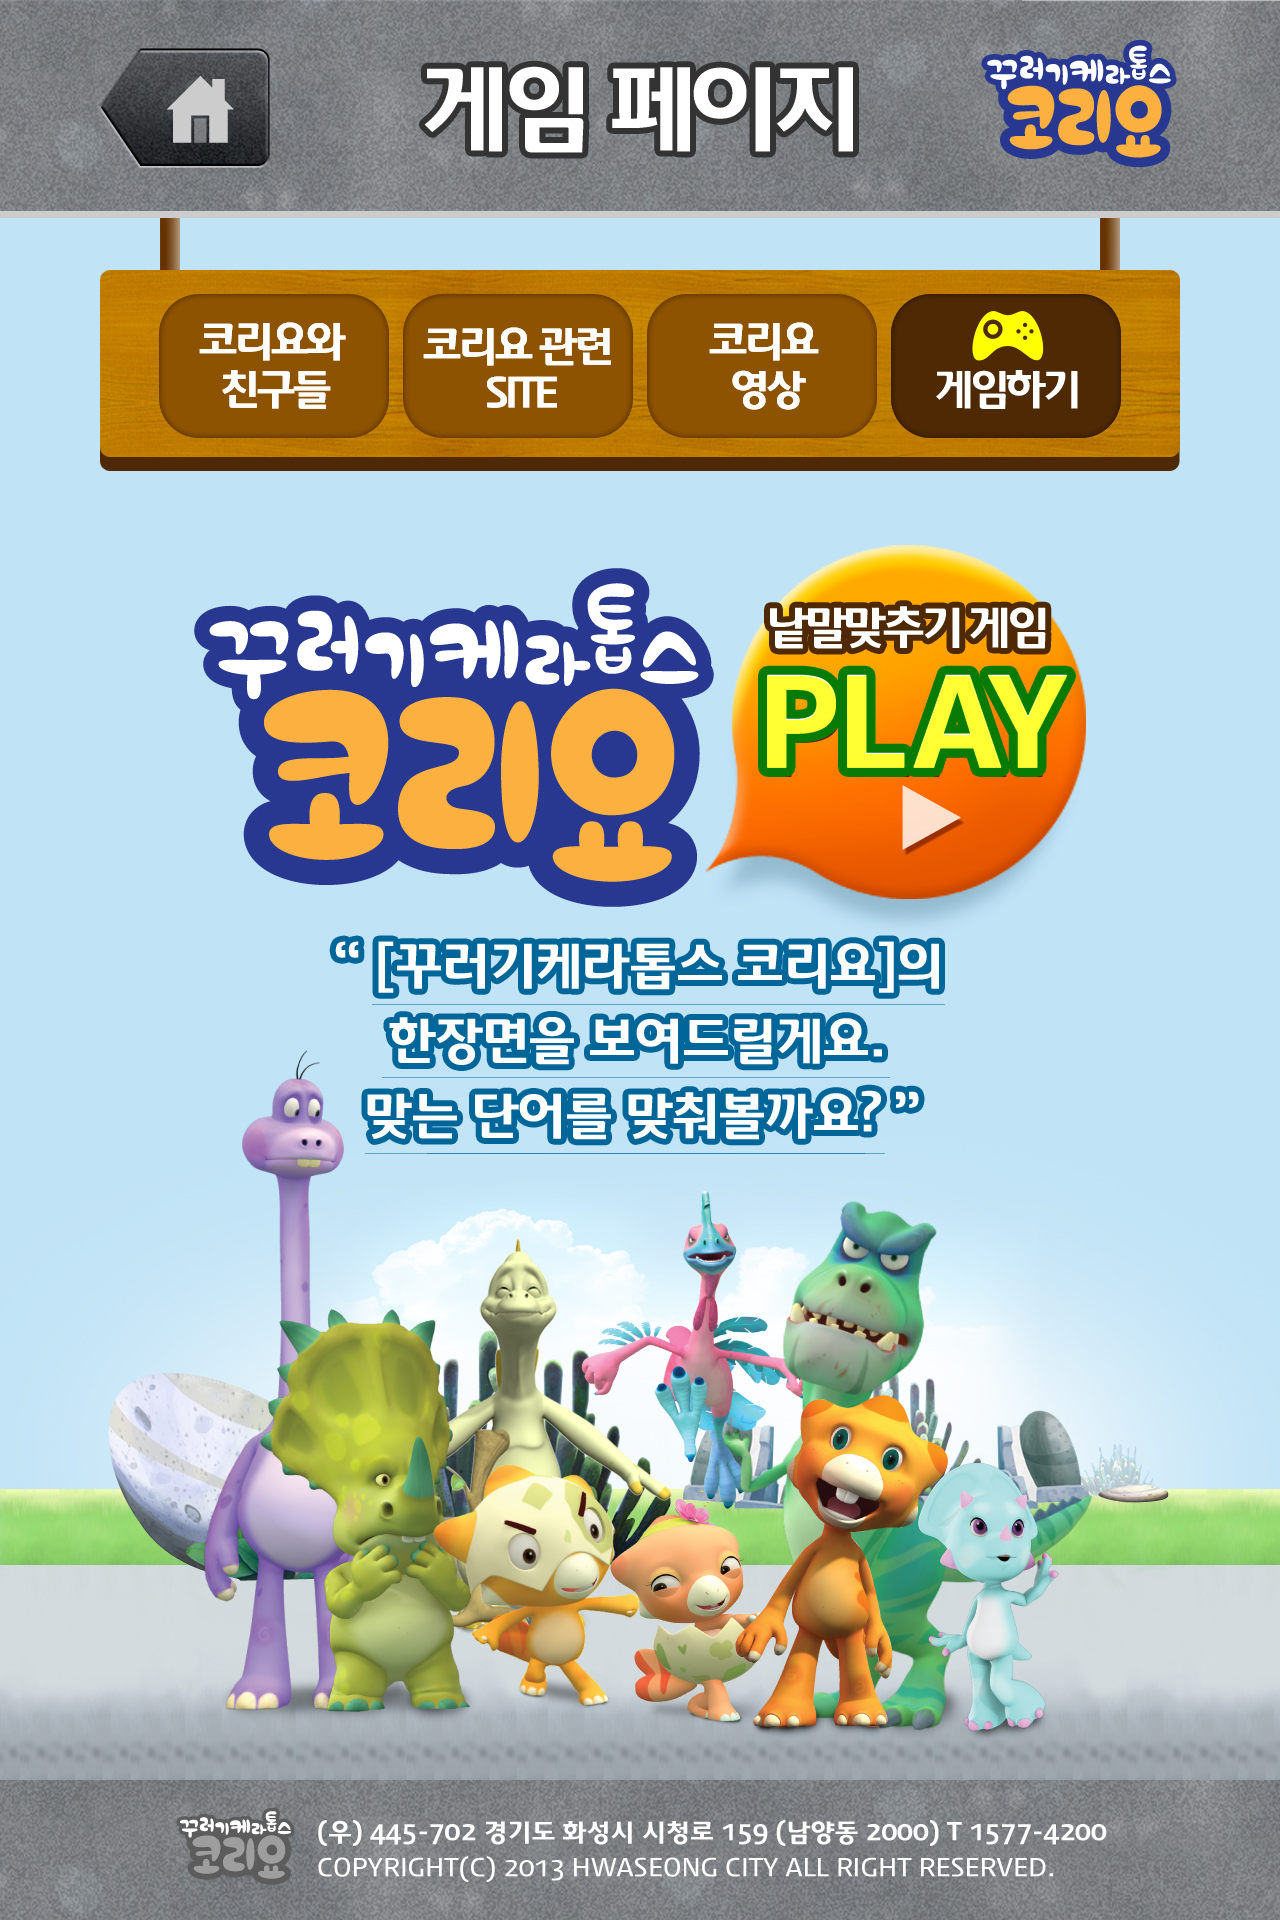 게임 페이지
꾸러기케라톱스
코리요
코리요와
친구들
코리요 관련
SITE
코리요
영상
게임하기
꾸러기케라톱스
코리요
낱말맞추기 게임
PLAY
“ [꾸러기케라톱스 코리요]의
한장면을 보여드릴게요.
맞는 단어를 맞춰볼까요? ”
꾸러기케라톱스
코리요
(우) 445-702 경기도 화성시 시청로 159 (남양동 2000) T 1577-4200
COPYRIGHT(C) 2013 HWASEONG CITY ALL RIGHT RESERVED.